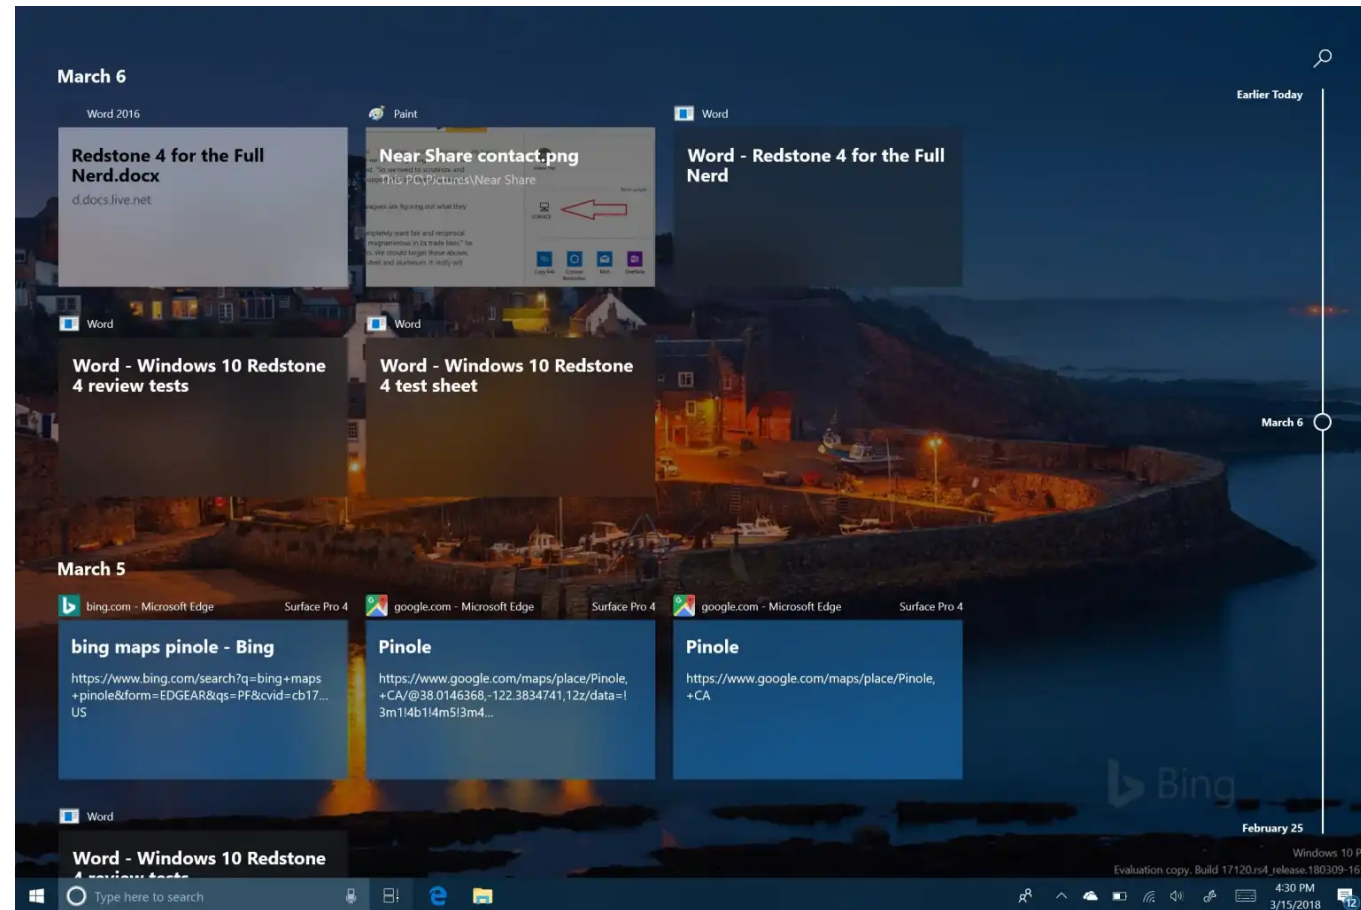 March 6
Earlier Today
Word 2016
Paint
Word
Redstone 4 for the Full
Nerd.docx
d.docs.live.net
Near Share contact.png
This PC\Pictures\Near Share
Word - Redstone 4 for the Full
Nerd
Word
Word
Word - Windows 10 Redstone
4 review tests
Word - Windows 10 Redstone
4 test sheet
March 6
March 5
bing.com - Microsoft Edge
Surface Pro 4
google.com - Microsoft Edge
Surface Pro 4
google.com - Microsoft Edge
Surface Pro 4
bing maps pinole - Bing
https://www.bing.com/search?q=bing+maps
+pinole&form=EDGEAR&qs=PF&cvid=cb17...
US
Pinole
https://www.google.com/maps/place/Pinole,
+CA/@38.0146368,-122.3834741,12z/data=!
3m1!4b1!4m5!3m4...
Pinole
https://www.google.com/maps/place/Pinole,
+CA
Bing
Word
February 25
Word - Windows 10 Redstone
4 review tests
Windows 10 P
Evaluation copy. Build 17120.rs4_release.180309-16
Type here to search
4:30 PM
3/15/2018
12